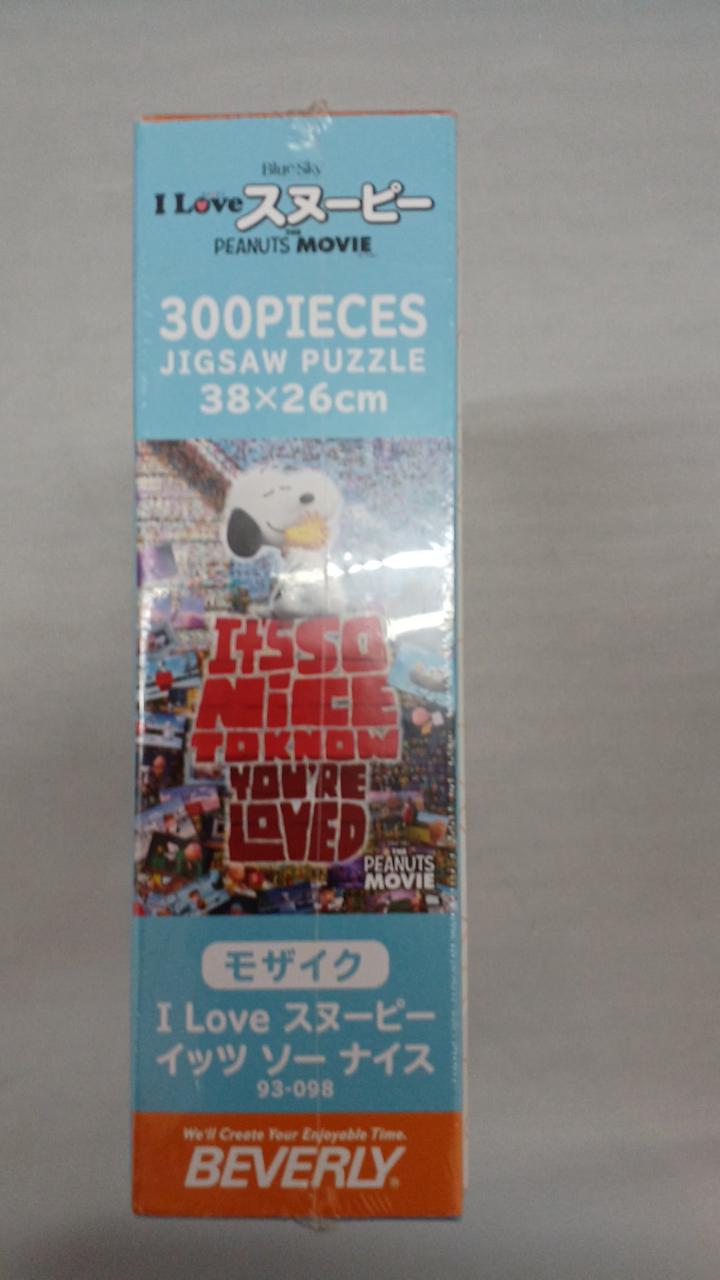 BlueSky
I Love スヌーピー
THE
PEANUTS MOVIE
300PIECES
JIGSAW PUZZLE
38×26cm
It'S SO
NiCE
TO KNOW
YOU'RE
LOVED
THE
PEANUTS
MOVIE
モザイク
I Love スヌーピー
イッツ ソー ナイス
93-098
We'll Create Your Enjoyable Time.
BEVERLY®